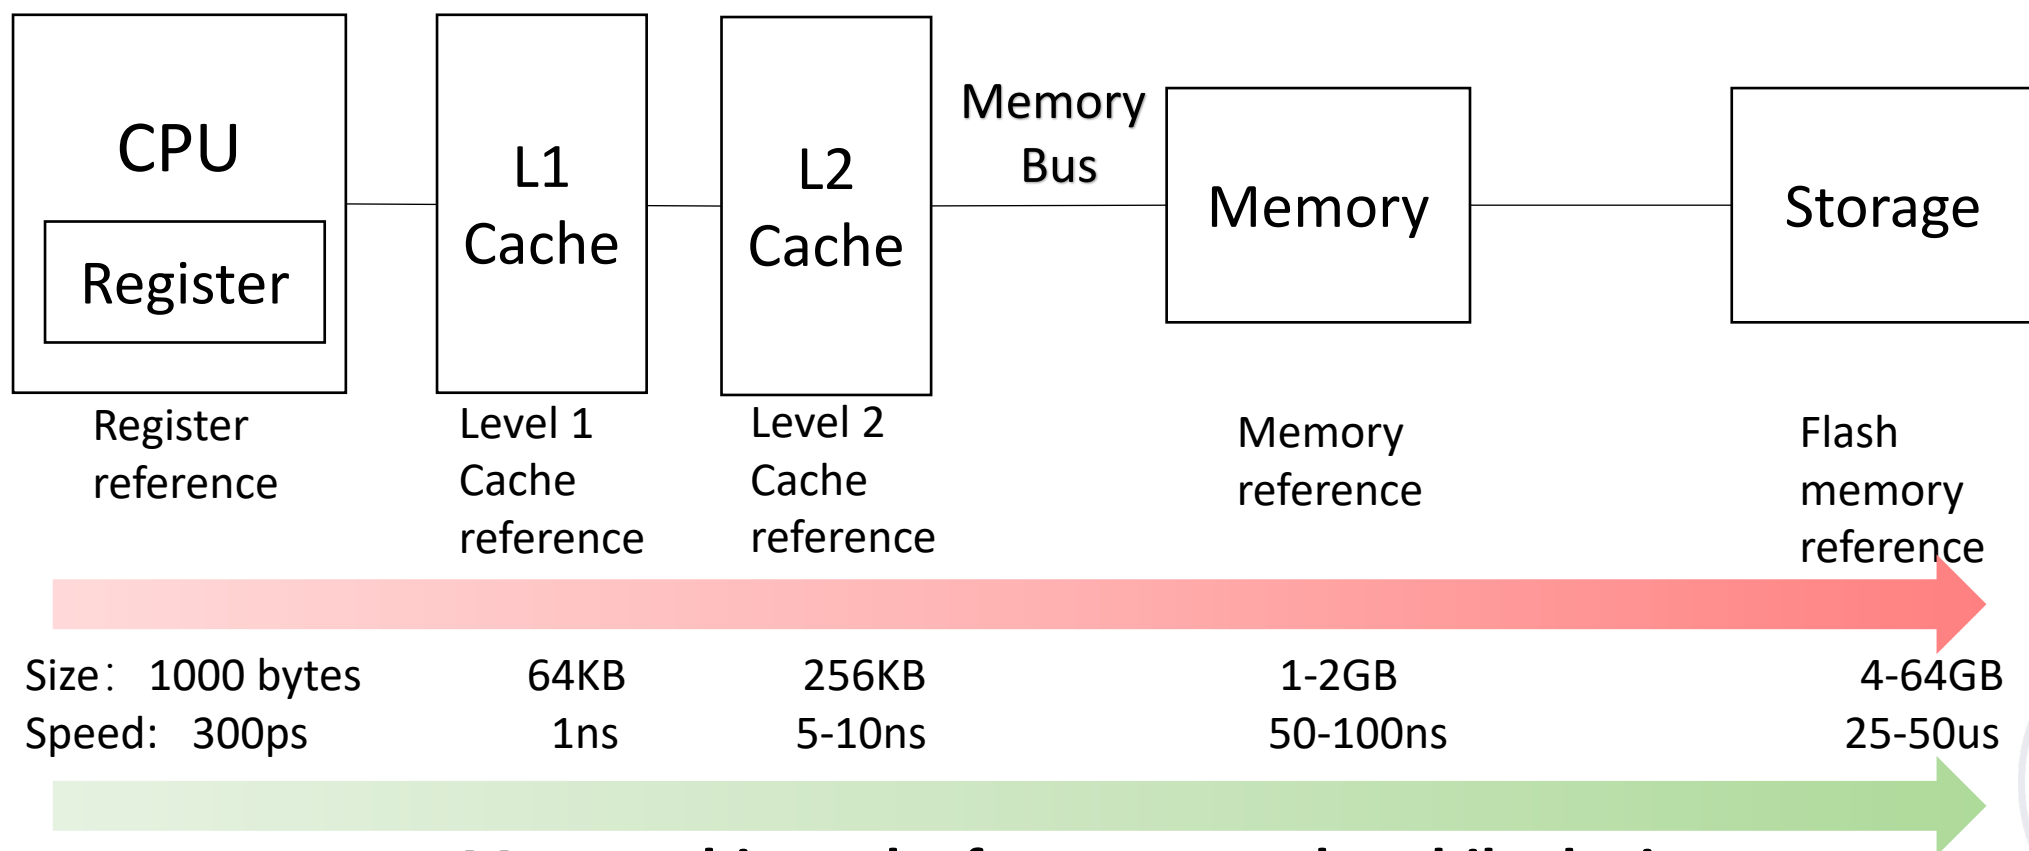 CPU
Register
L1
Cache
L2
Cache
Memory
Bus
Memory
Storage
Register
reference
Level 1
Cache
reference
Level 2
Cache
reference
Memory
reference
Flash
memory
reference
Size： 1000 bytes 64KB 256KB 1-2GB 4-64GB
Speed: 300ps 1ns 5-10ns 50-100ns 25-50us